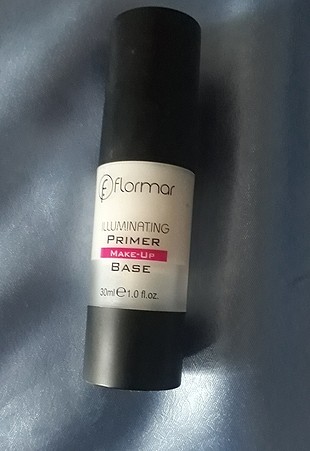 flormar
ILLUMINATING
PRIMER
MAKE-UP
BASE
30ml ℮ 1.0 fl.oz.